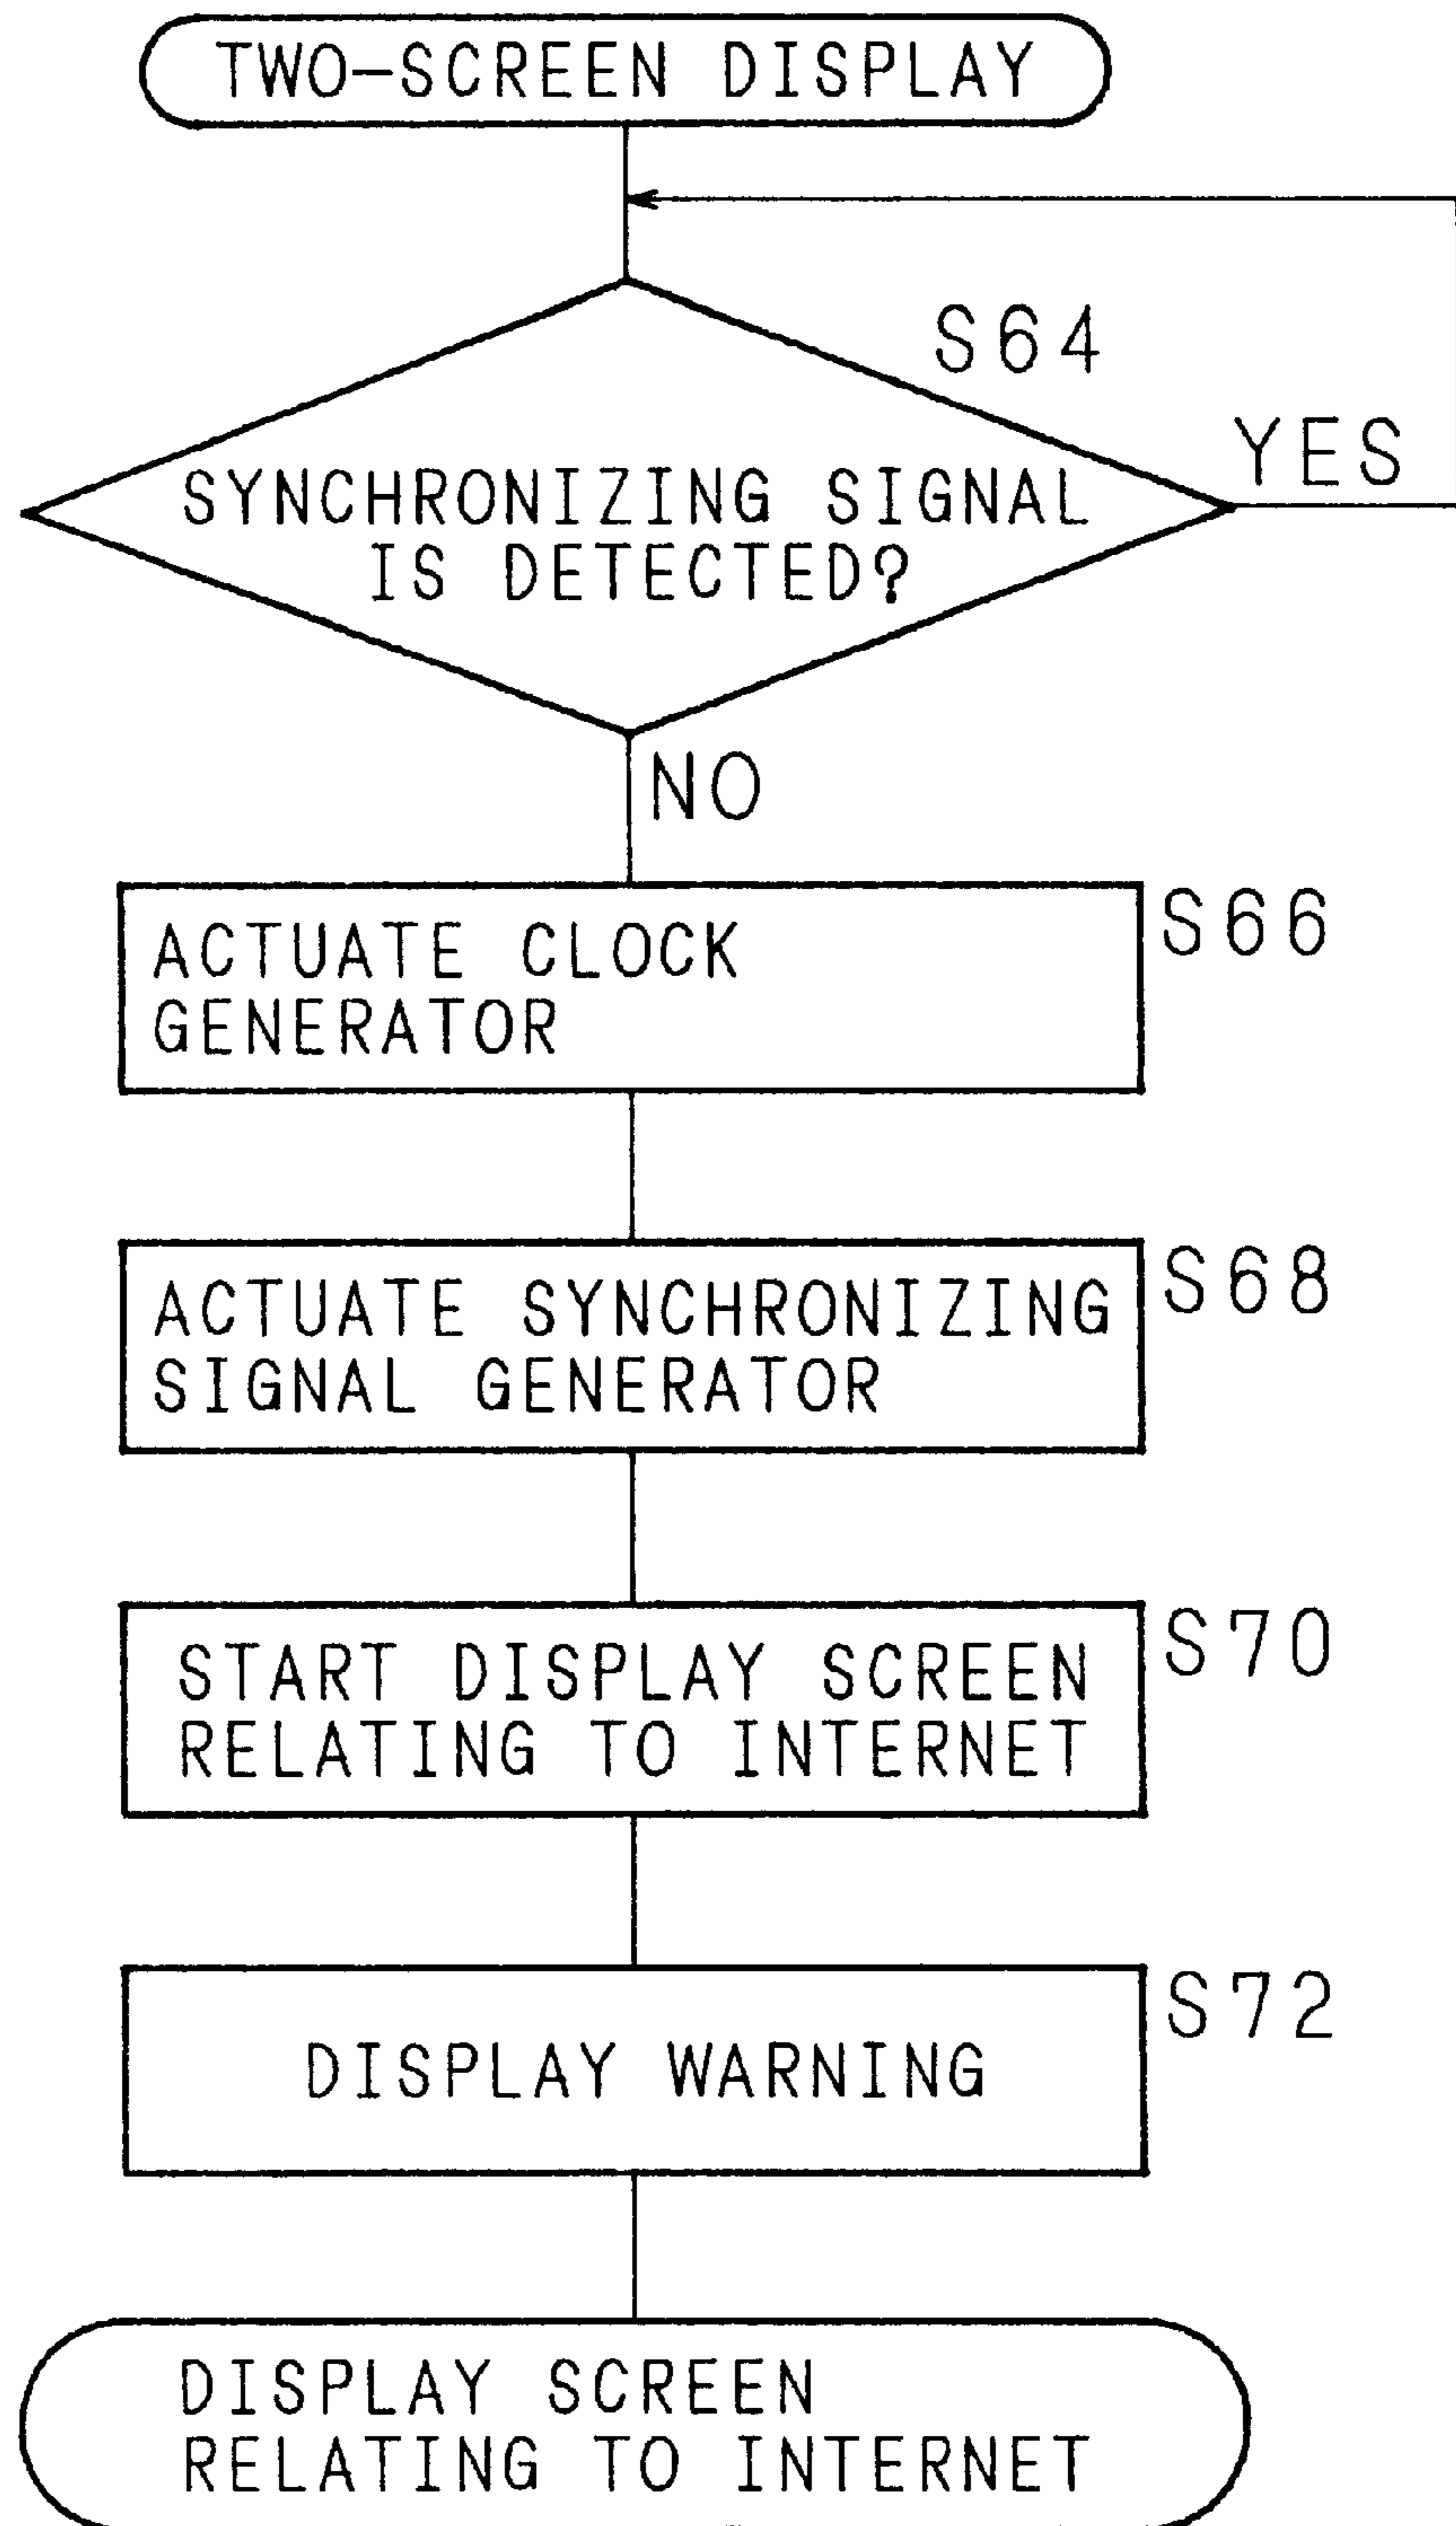 TWO-SCREEN DISPLAY
S64
YES
SYNCHRONIZING SIGNAL
IS DETECTED?
NO
S66
ACTUATE CLOCK
GENERATOR
S68
ACTUATE SYNCHRONIZING
SIGNAL GENERATOR
S70
START DISPLAY SCREEN
RELATING TO INTERNET
S72
DISPLAY WARNING
DISPLAY SCREEN
RELATING TO INTERNET